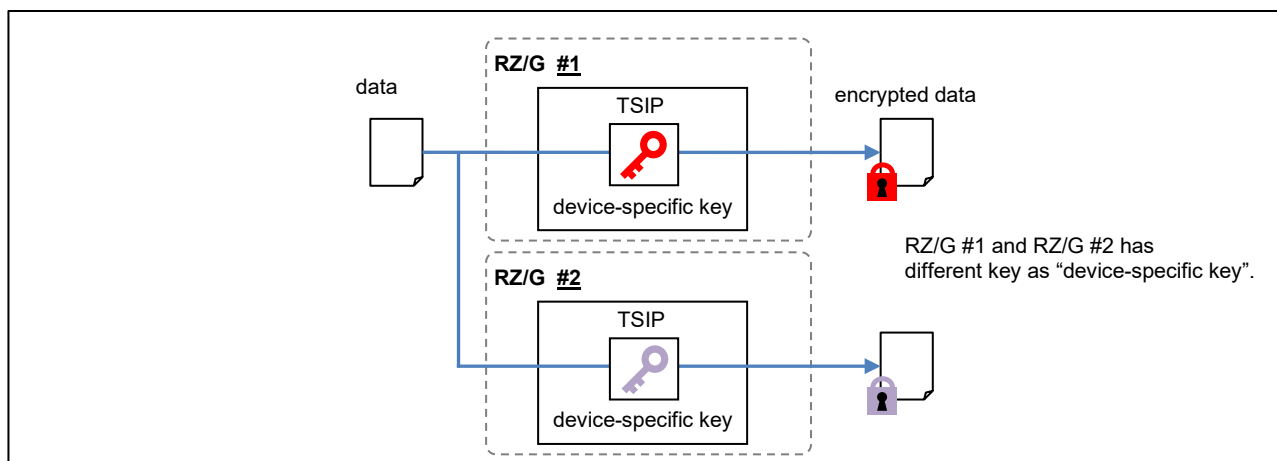 RZ/G #1
data
TSIP
encrypted data
device-specific key
RZ/G #1 and RZ/G #2 has
different key as “device-specific key”.
RZ/G #2
TSIP
device-specific key